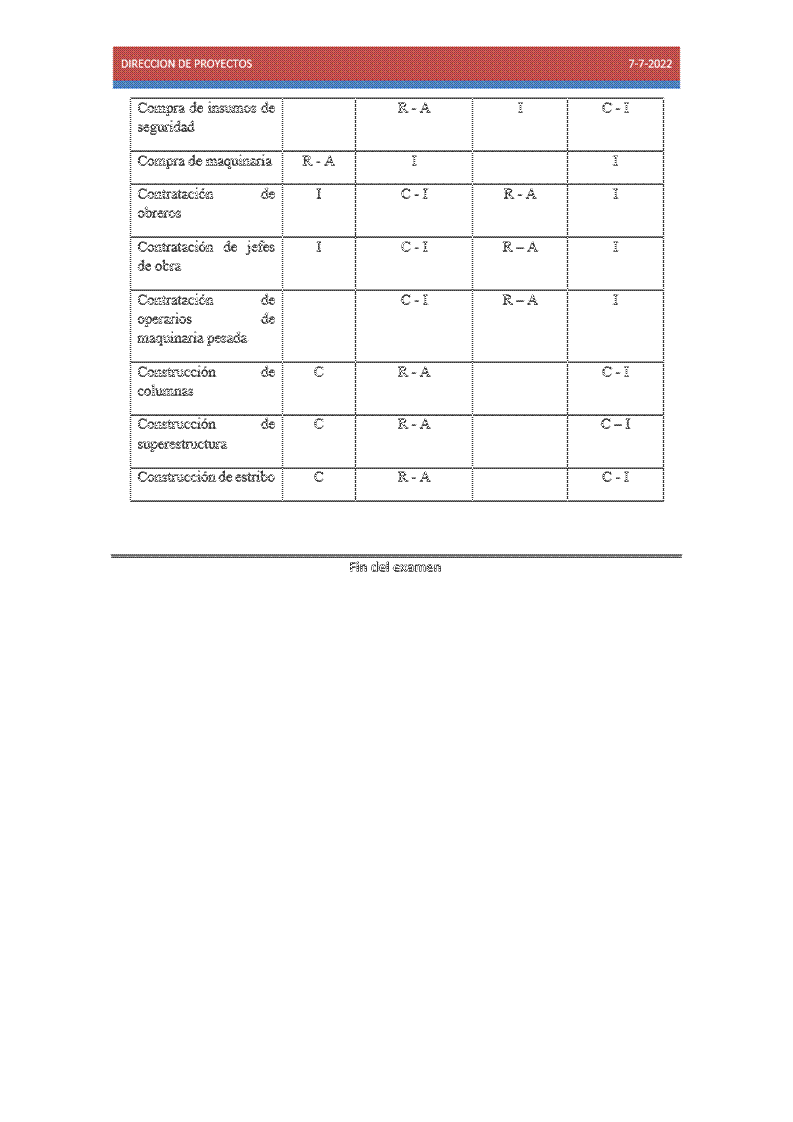 DIRECCION DE PROYECTOS 7-7-2022
Compra de insumos de R - A I C - I
seguridad
Compra de maquinaria R - A I I
Contratación de I C - I R - A I
obreros
Contratación de jefes I C - I R – A I
de obra
Contratación de C - I R – A I
operarios de
maquinaria pesada
Construcción de C R - A C - I
columnas
Construcción de C R - A C – I
superestructura
Construcción de estribo C R - A C - I
Fin del examen